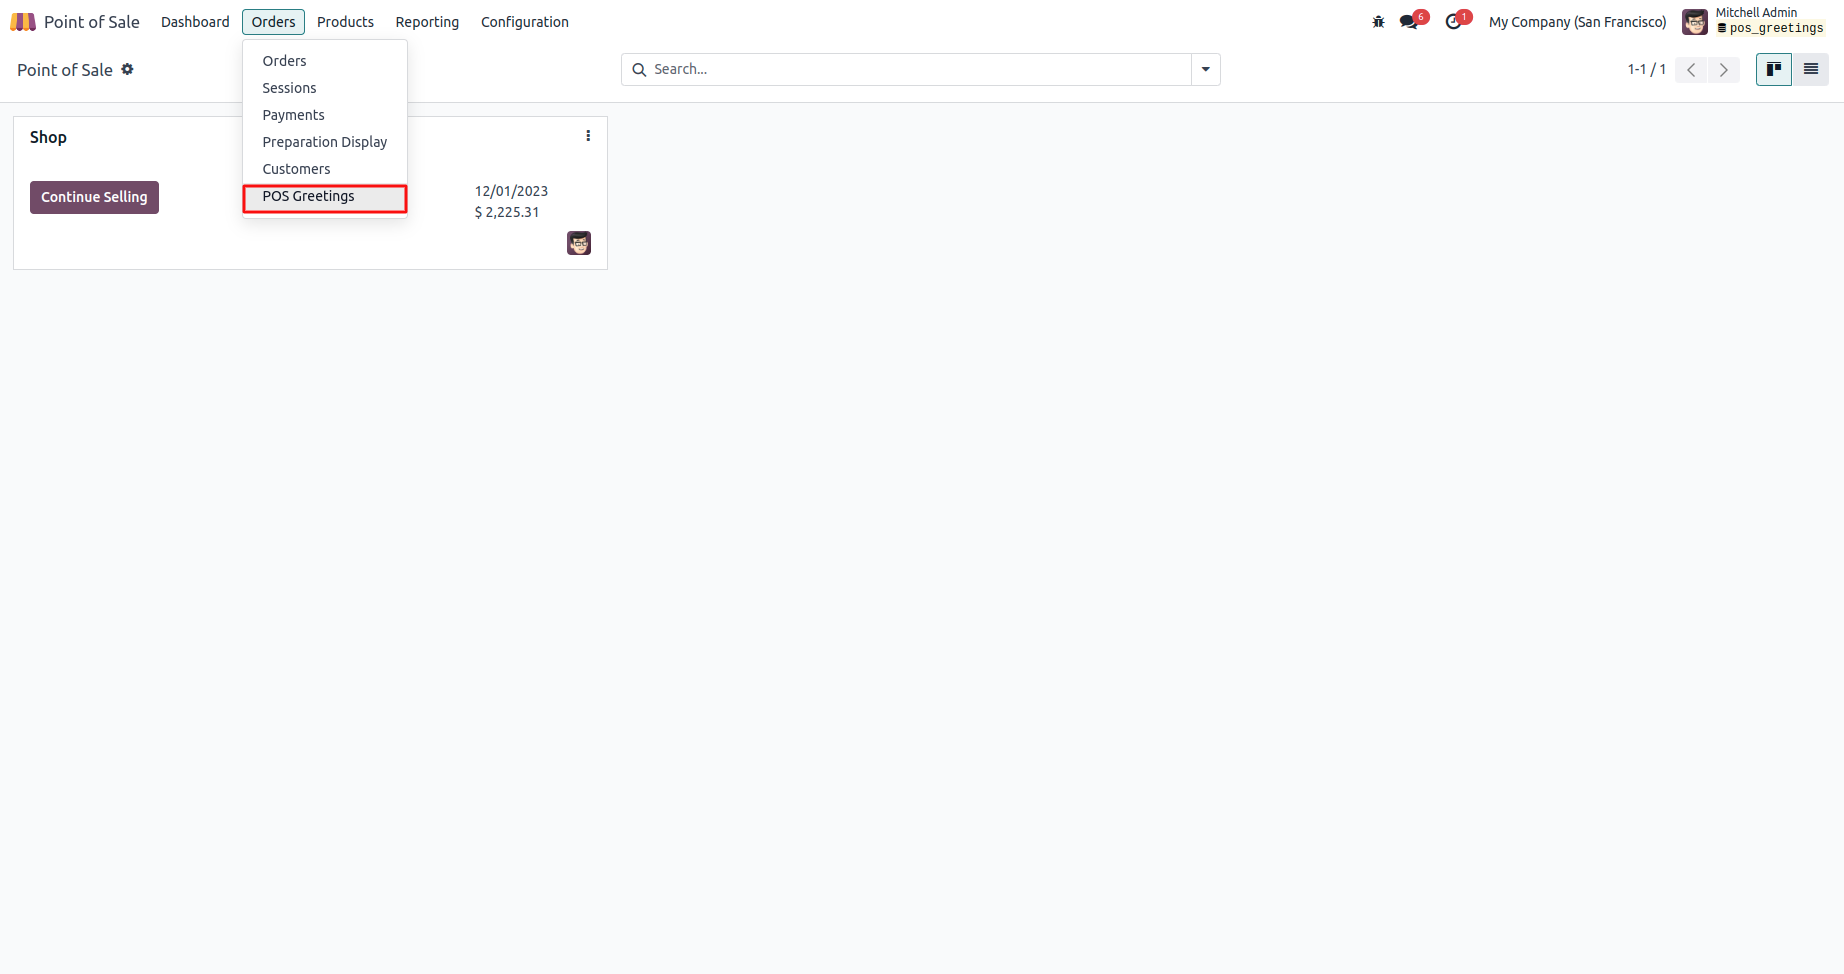 Point of Sale Dashboard Orders Products Reporting Configuration 6 1 My Company (San Francisco) Mitchell Admin
pos_greetings
Point of Sale Search... 1-1 / 1
Orders
Sessions
Payments
Preparation Display
Customers
POS Greetings
Shop
Continue Selling
12/01/2023
$ 2,225.31